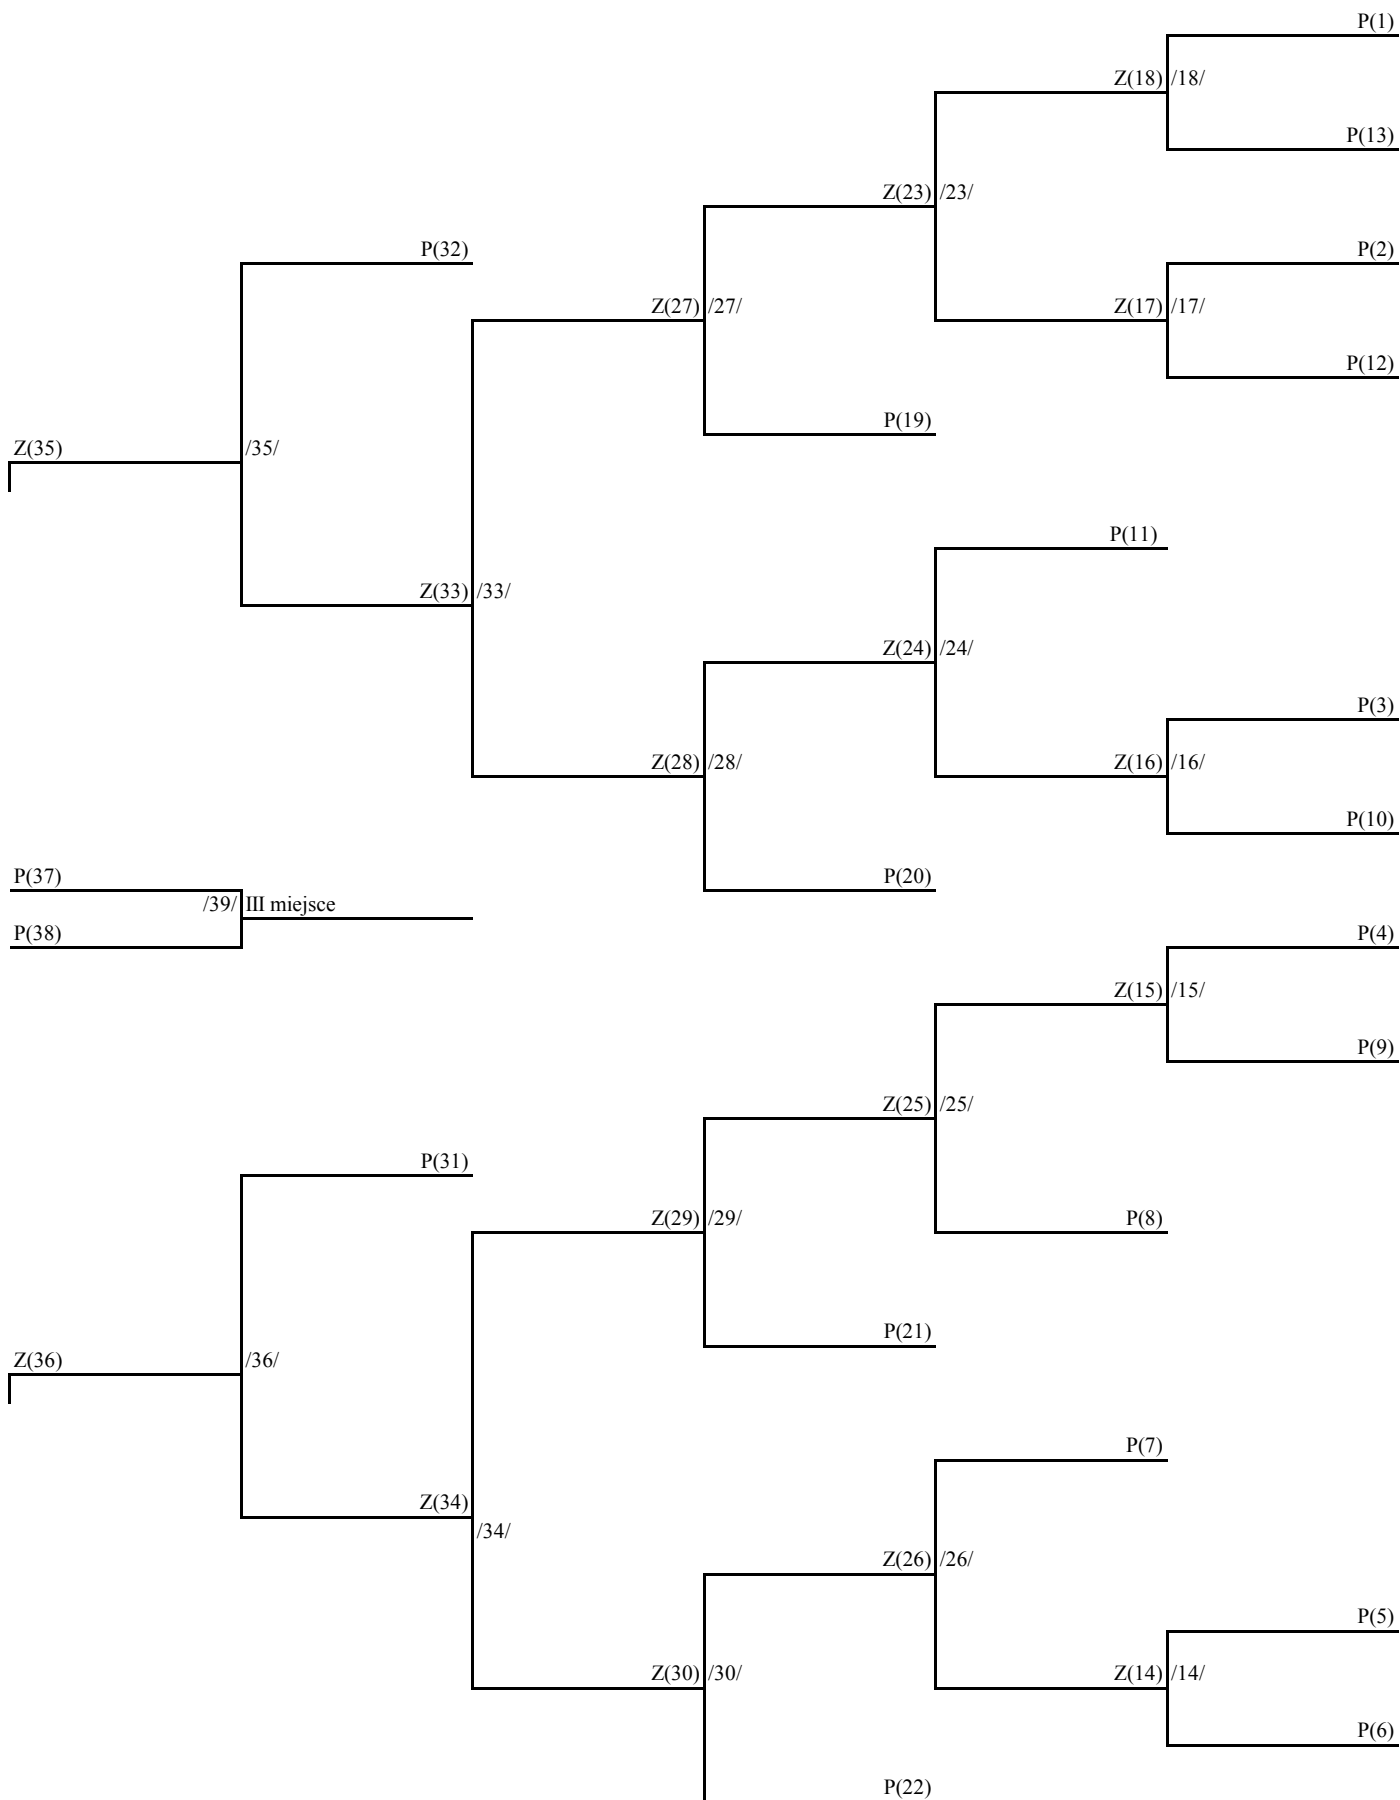 P(1)
Z(18) /18/
P(13)
Z(23) /23/
P(32)
P(2)
Z(27) /27/
Z(17) /17/
P(12)
P(19)
Z(35) /35/
P(11)
Z(33) /33/
Z(24) /24/
P(3)
Z(28) /28/
Z(16) /16/
P(10)
P(37)
P(20)
/39/ III miejsce
P(38)
P(4)
Z(15) /15/
P(9)
Z(25) /25/
P(31)
Z(29) /29/
P(8)
P(21)
Z(36) /36/
P(7)
Z(34)
/34/
Z(26) /26/
P(5)
Z(30) /30/
Z(14) /14/
P(6)
P(22)